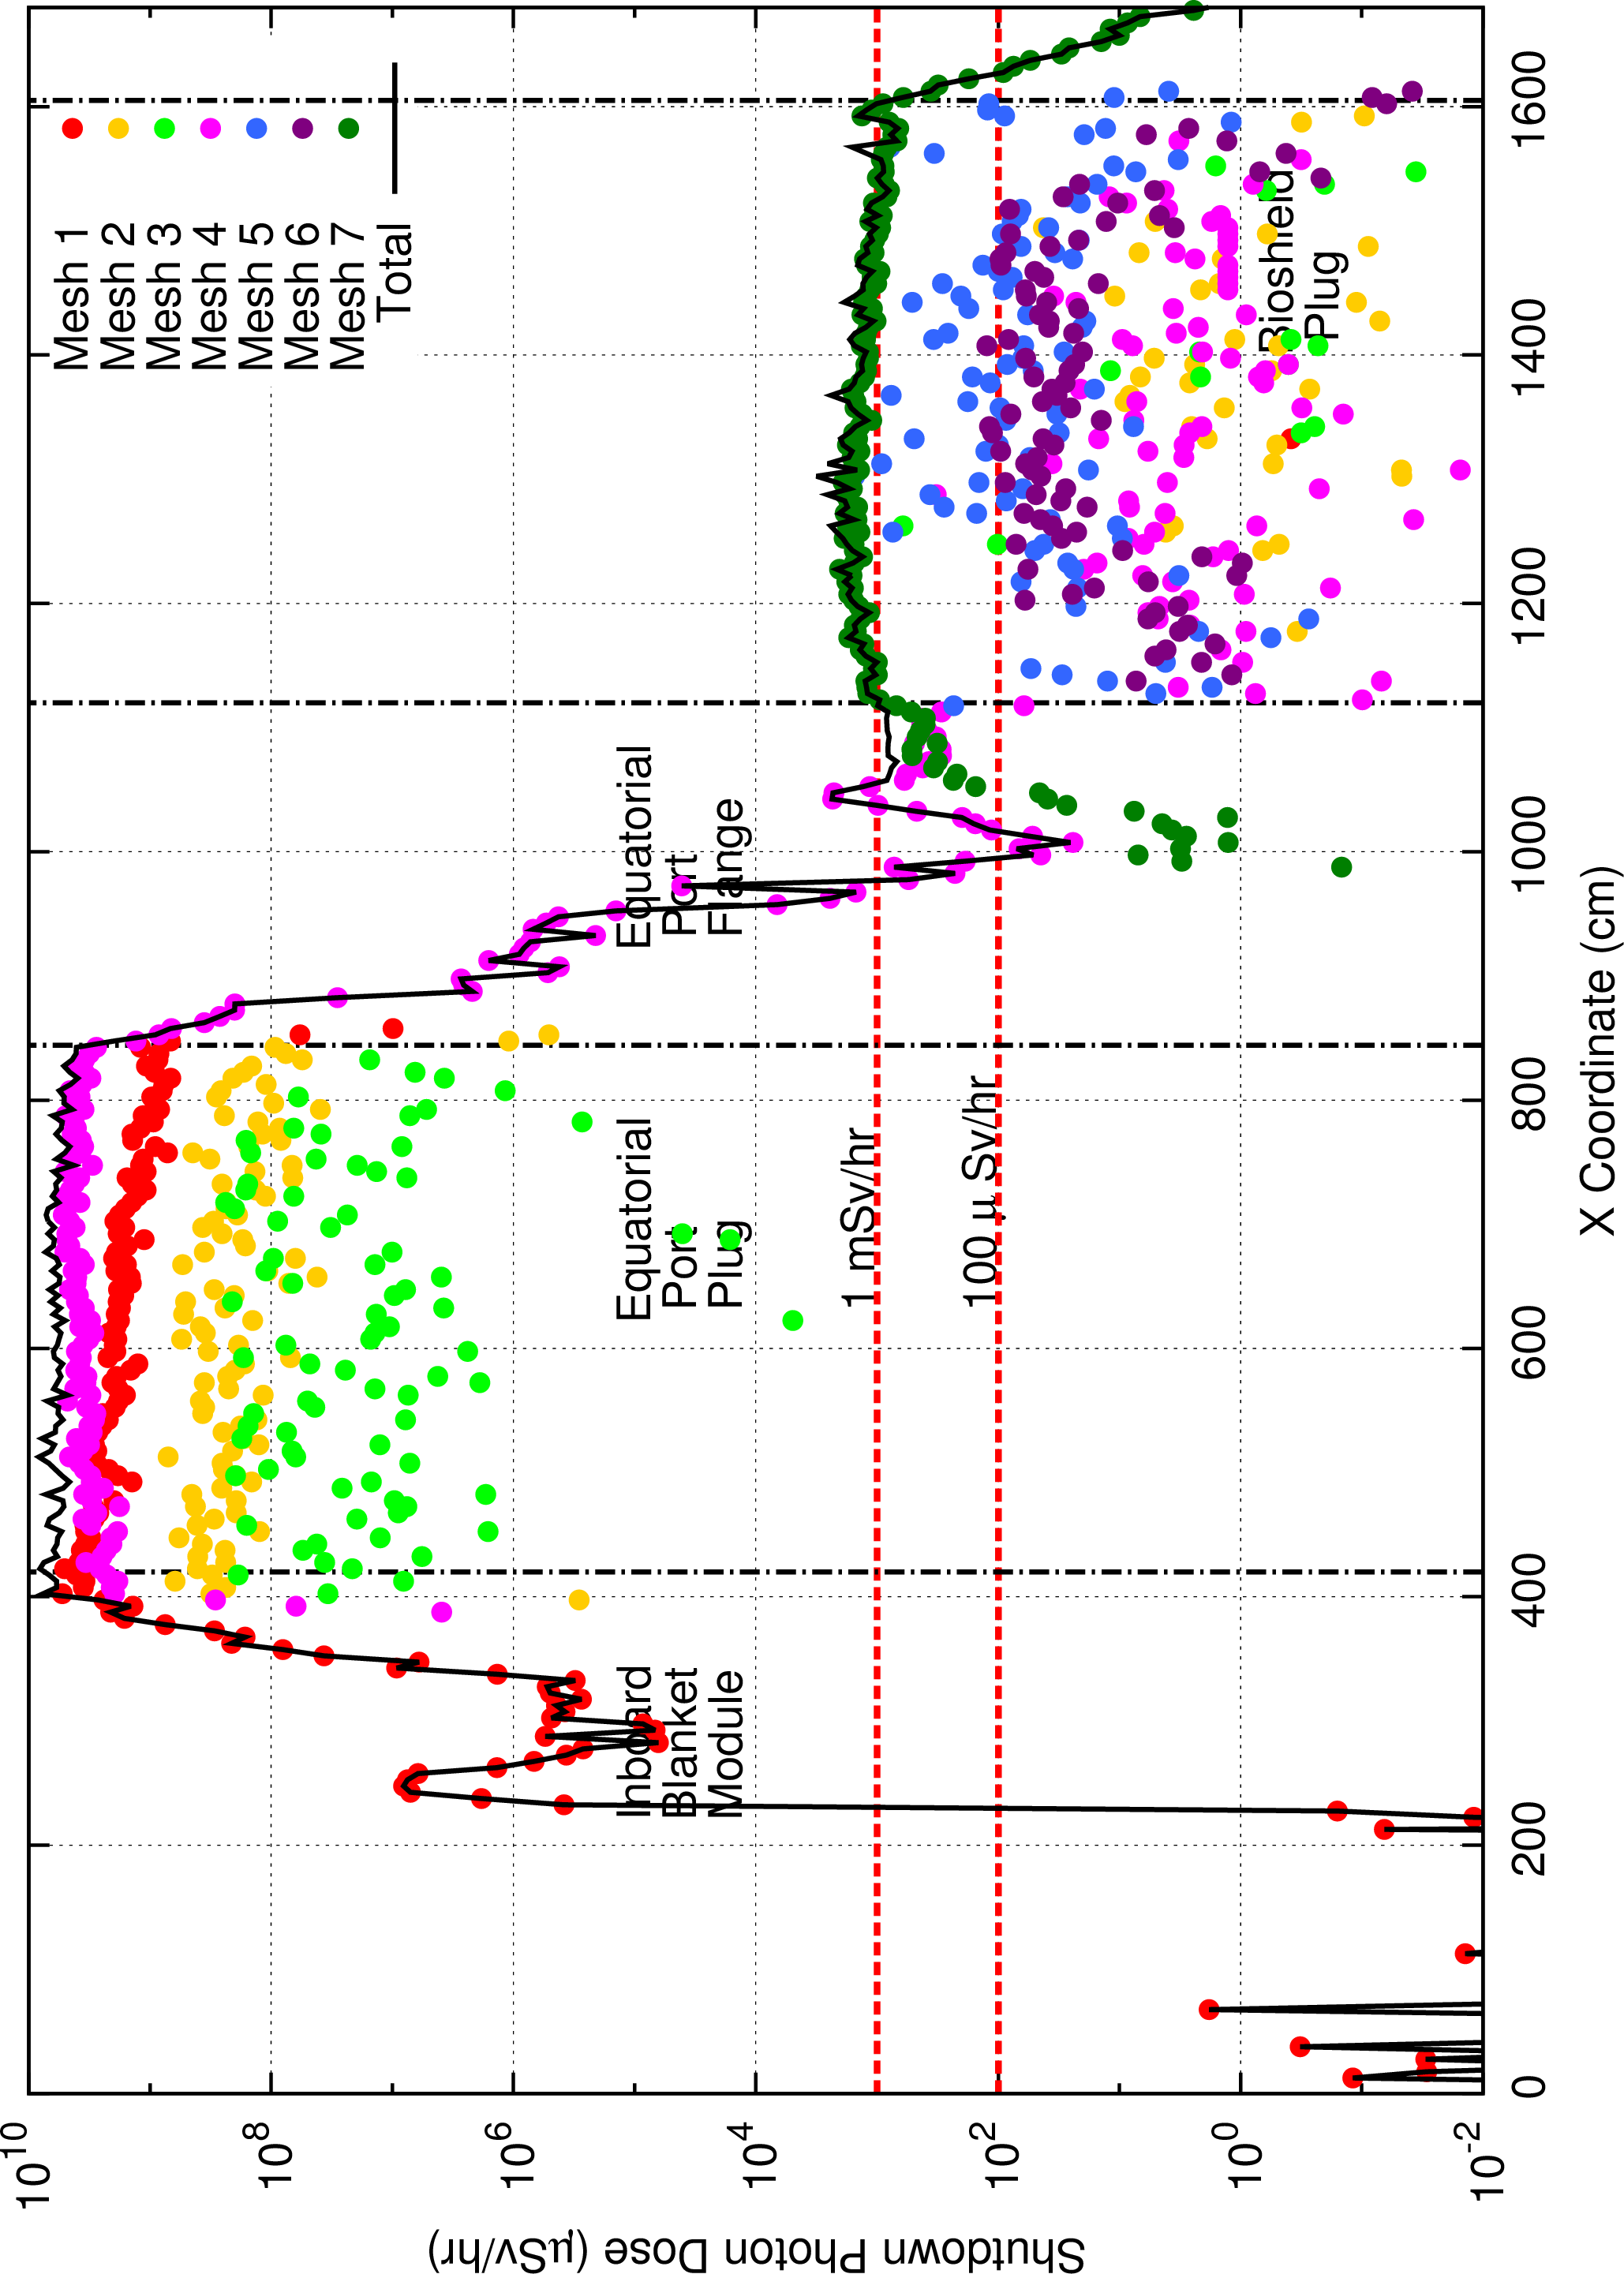 Mesh 1
Mesh 2
Mesh 3
Mesh 4
Mesh 5
Mesh 6
Mesh 7
Total
Inboard
Blanket
Module
Equatorial
Port
Plug
Equatorial
Port
Flange
Bioshield
Plug
1 mSv/hr
100 μ Sv/hr
Shutdown Photon Dose (μSv/hr)
10^10
10^8
10^6
10^4
10^2
10^0
10^-2
0 200 400 600 800 1000 1200 1400 1600
X Coordinate (cm)